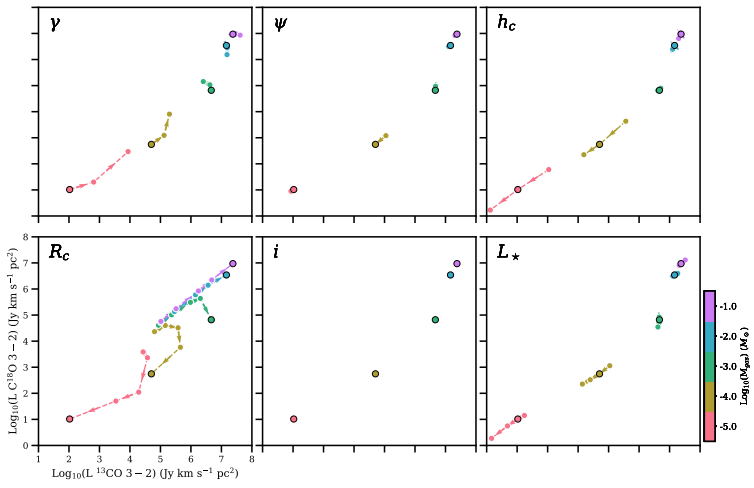 γ
ψ
h_c
R_c
i
L_⋆
8
7
6
5
4
3
2
1
0
1 2 3 4 5 6 7 8
Log₁₀(L C¹⁸O 3 − 2) (Jy km s⁻¹ pc²)
Log₁₀(L ¹³CO 3 − 2) (Jy km s⁻¹ pc²)
-1.0
-2.0
-3.0
-4.0
-5.0
Log₁₀(M_gas) (M_⊙)